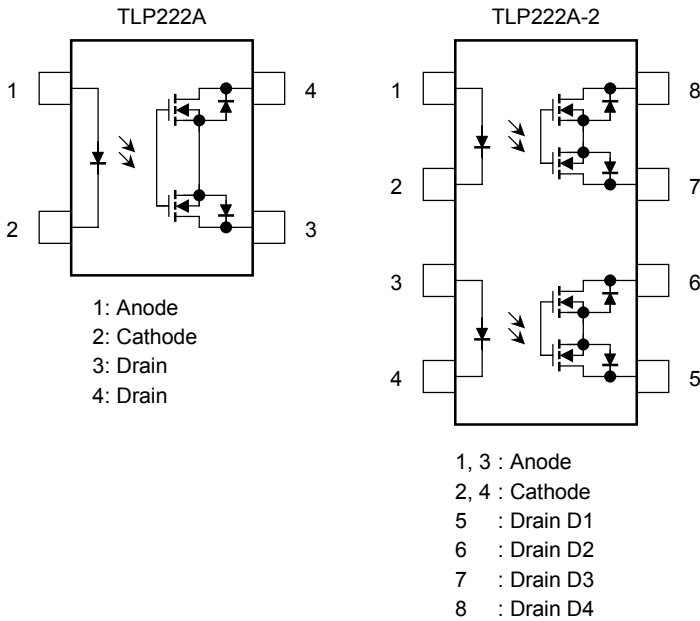 TLP222A
1
4
2
3
1: Anode
2: Cathode
3: Drain
4: Drain
TLP222A-2
1
8
2
7
3
6
4
5
1, 3 : Anode
2, 4 : Cathode
5 : Drain D1
6 : Drain D2
7 : Drain D3
8 : Drain D4